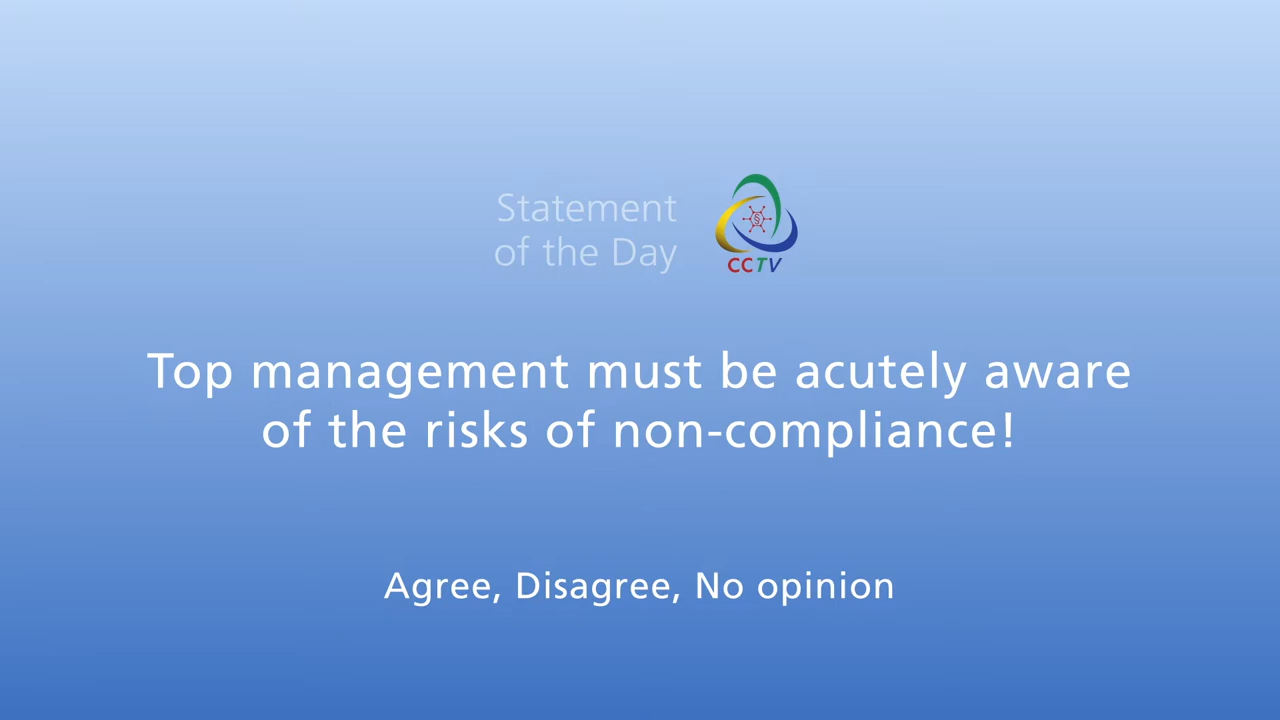 Statement
of the Day
§
CCTV
Top management must be acutely aware
of the risks of non-compliance!
Agree, Disagree, No opinion